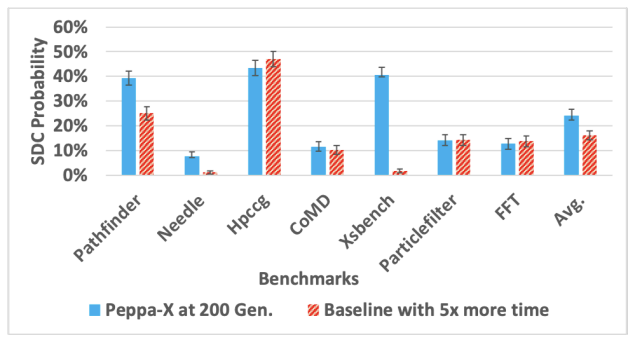 60%
50%
40%
30%
20%
10%
0%
SDC Probability
Pathfinder
Needle
Hpccg
CoMD
Xsbench
Particlefilter
FFT
Avg.
Benchmarks
Peppa-X at 200 Gen.
Baseline with 5x more time